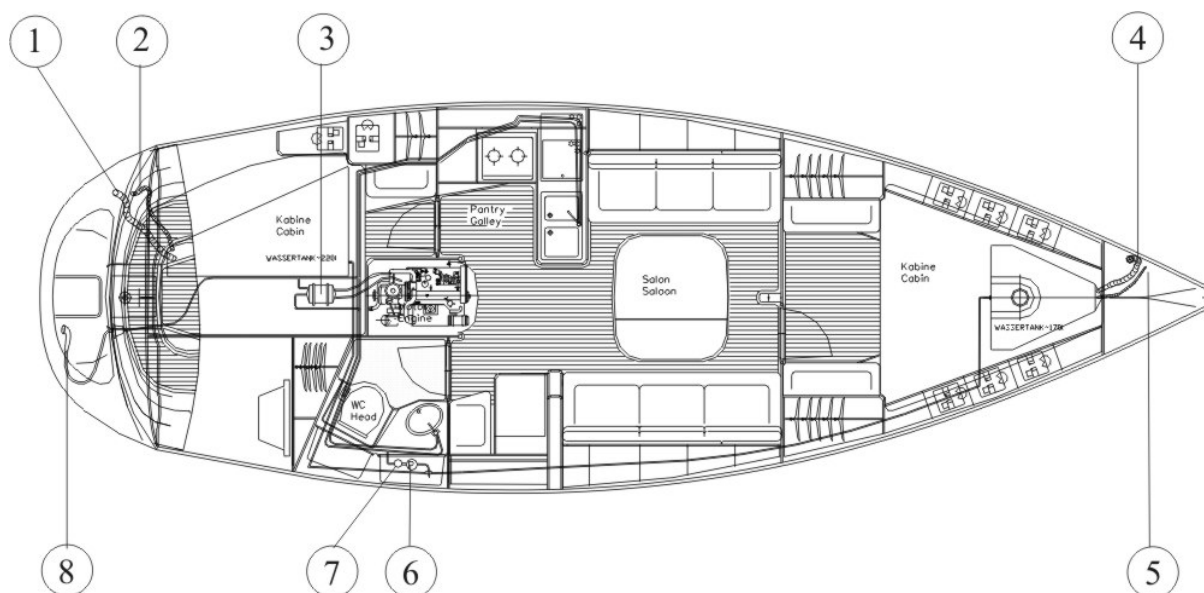 1
2
3
4
Pantry
Galley
Kabine
Cabin
WASSERTANK~220l
Salon
Saloon
Kabine
Cabin
Engine
WASSERTANK~170l
WC
Head
8
7
6
5